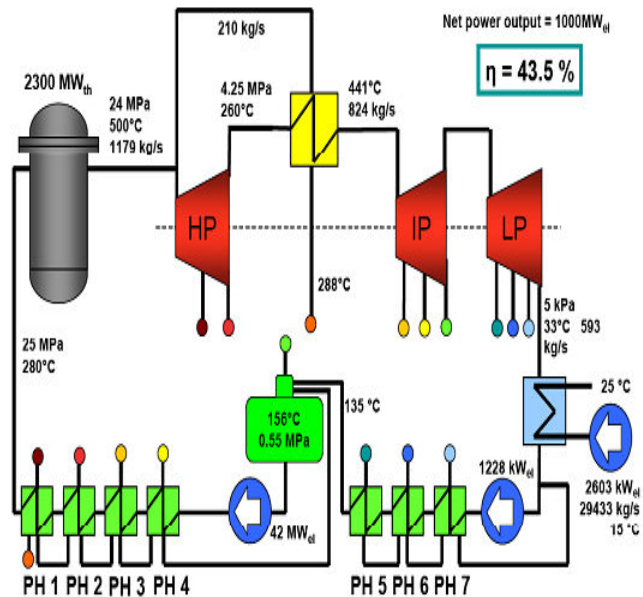 210 kg/s
Net power output = 1000MWel
η = 43.5 %
2300 MWth
24 MPa
500°C
1179 kg/s
4.25 MPa
260°C
441°C
824 kg/s
HP
IP
LP
288°C
5 kPa
33°C 593
kg/s
25 MPa
280°C
156°C
0.55 MPa
135 °C
25 °C
1228 kWel
2603 kWel
29433 kg/s
15 °C
42 MWel
PH 1 PH 2 PH 3 PH 4
PH 5 PH 6 PH 7